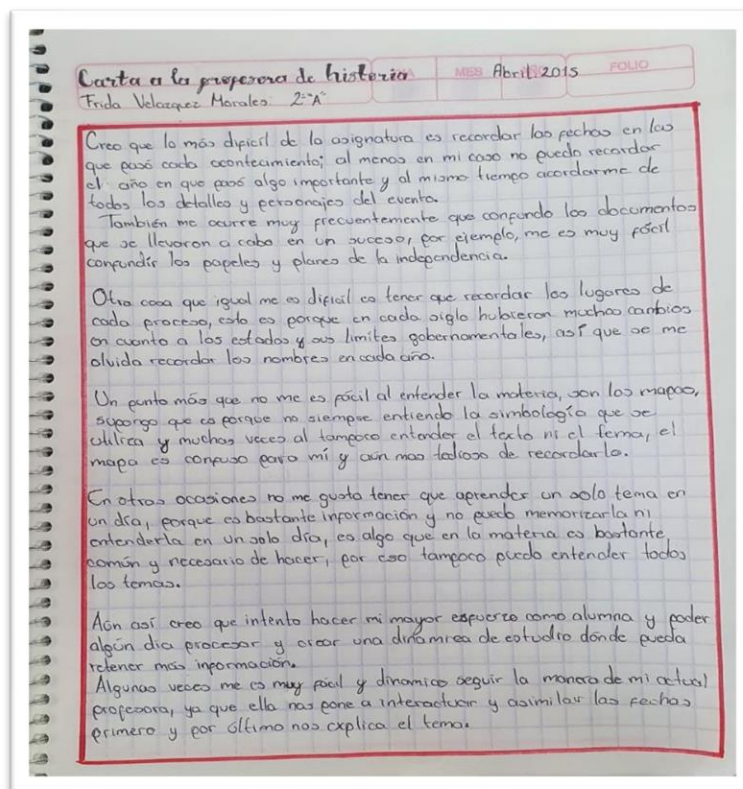 Carta a la profesora de historia MES Abril 2015 FOLIO
Frida Velazquez Morales 2º"A"
Creo que lo más difícil de la asignatura es recordar las fechas en las
que pasó cada acontecimiento; al menos en mi caso no puedo recordar
el año en que pasó algo importante y al mismo tiempo acordarme de
todos los detalles y personajes del evento.
También me ocurre muy frecuentemente que confundo los documentos
que se llevaron a cabo en un suceso, por ejemplo, me es muy fácil
confundir los papeles y planes de la independencia.
Otra cosa que igual me es difícil es tener que recordar los lugares de
cada proceso, esto es porque en cada siglo hubieron muchos cambios
en cuanto a los estados y sus limites gobernamentales, así que se me
olvida recordar los nombres en cada año.
Un punto más que no me es fácil al entender la materia, son los mapas,
supongo que es porque no siempre entiendo la simbología que se
utiliza y muchas veces al tampoco entender el texto ni el tema, el
mapa es confuso para mí y aún mas tedioso de recordarlo.
En otras ocasiones no me gusta tener que aprender un solo tema en
un día, porque es bastante información y no puedo memorizarla ni
entenderla en un solo día, es algo que en la materia es bastante
común y necesario de hacer, por eso tampoco puedo entender todos
los temas.
Aún así creo que intento hacer mi mayor esfuerzo como alumna y poder
algún dia procesar y crear una dinámica de estudio donde pueda
retener más información.
Algunas veces me es muy fácil y dinamico seguir la manera de mi actual
profesora, ya que ella nos pone a interactuar y asimilar las fechas
primero y por último nos explica el tema.